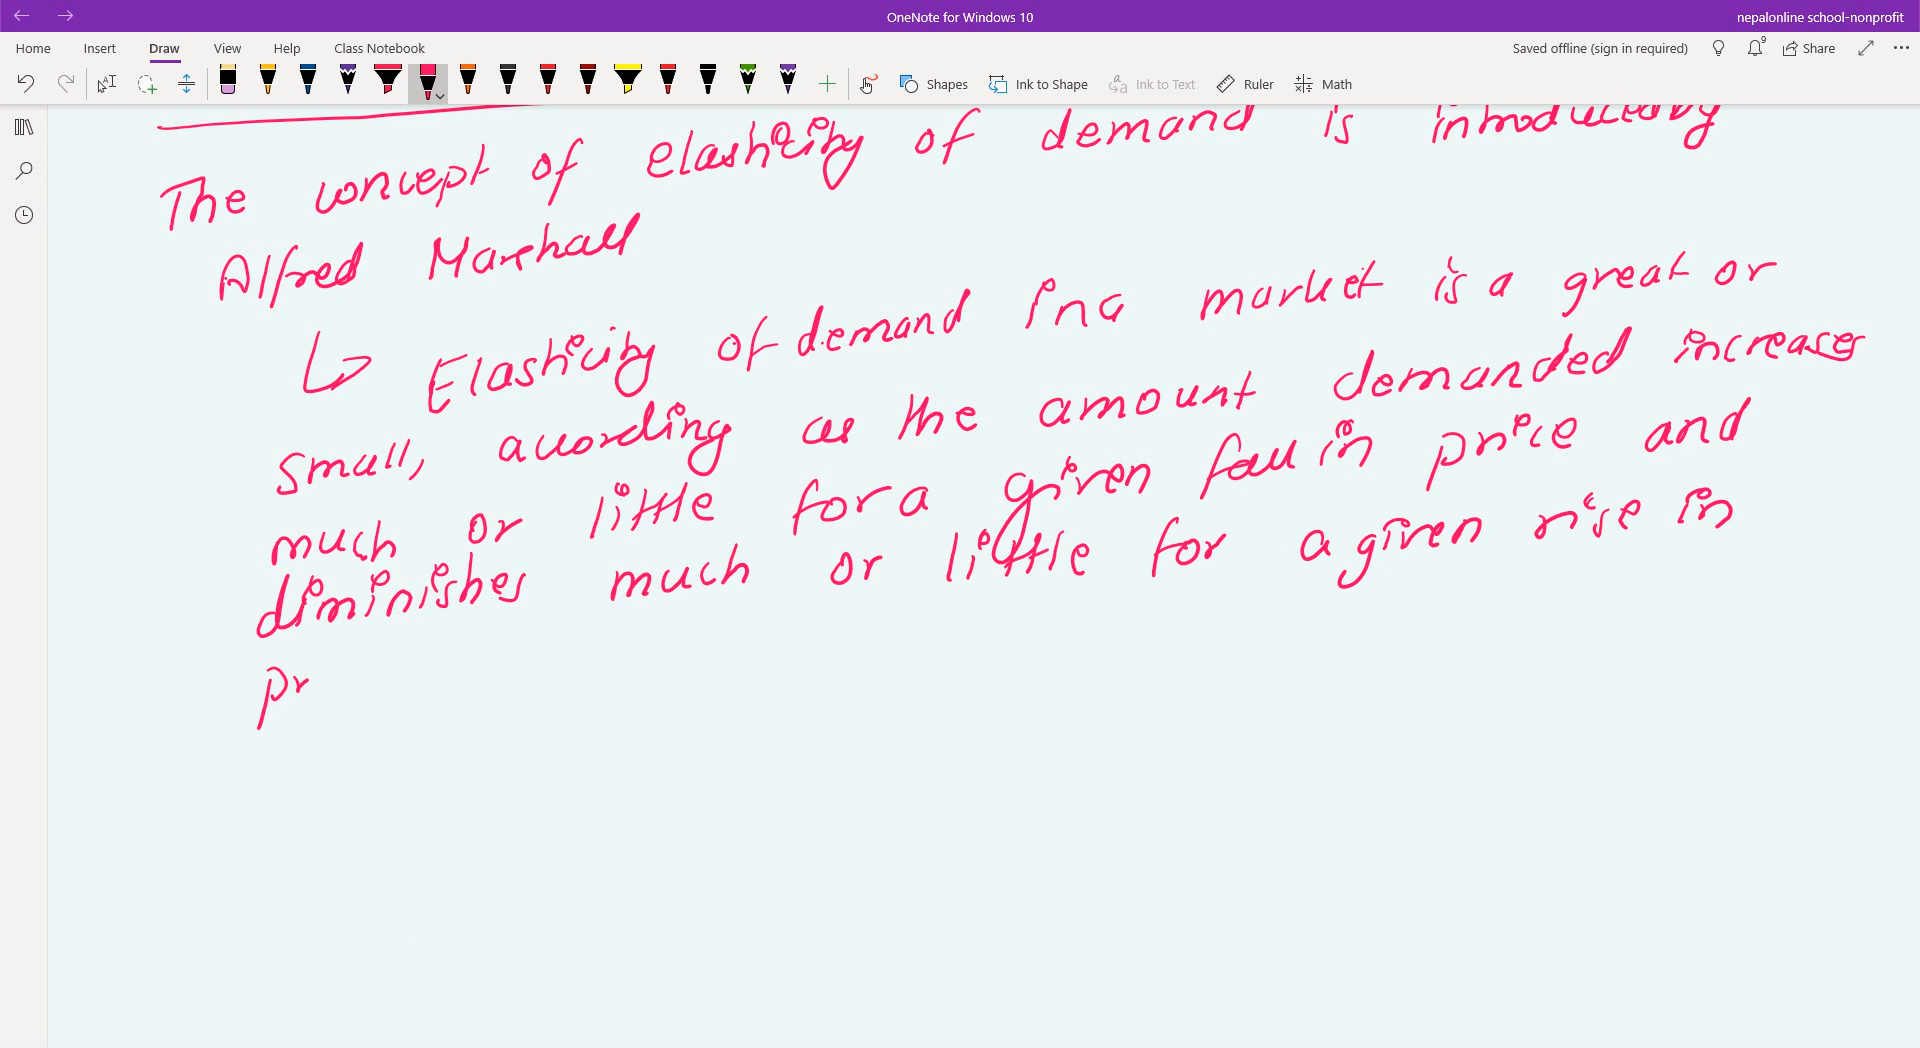 OneNote for Windows 10
nepalonline school-nonprofit
Home Insert Draw View Help Class Notebook
Saved offline (sign in required) 9 Share
Shapes Ink to Shape Ink to Text Ruler Math
The concept of elasticity of demand is introduced by
Alfred Marshall
Elasticity of demand in a market is a great or
small, according as the amount demanded increases
much or little for a given fall in price and
diminishes much or little for a given rise in
pr